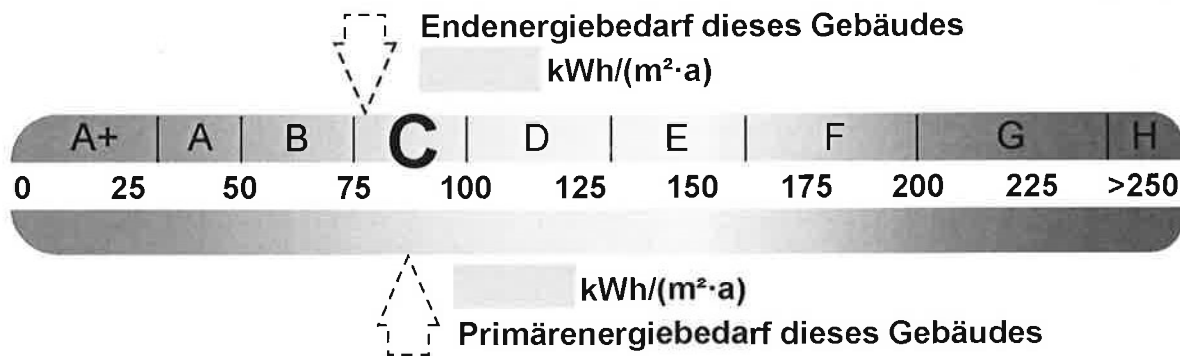 Endenergiebedarf dieses Gebäudes
kWh/(m²·a)
A+ A B C D E F G H
0 25 50 75 100 125 150 175 200 225 >250
kWh/(m²·a)
Primärenergiebedarf dieses Gebäudes